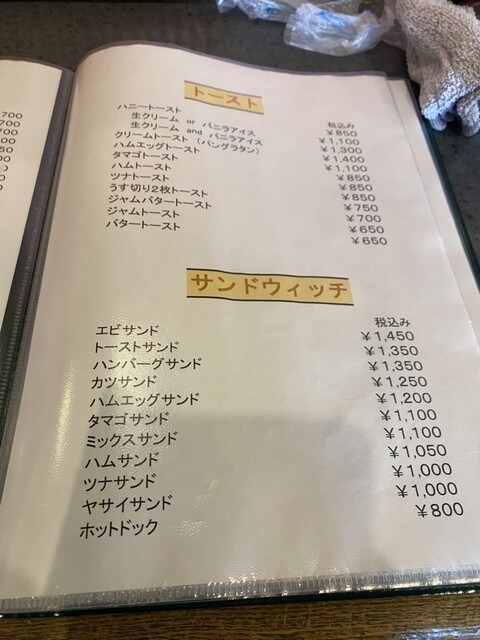 700
700
700
トースト
税込み
ハニートースト ¥850
生クリーム or バニラアイス ¥1,100
生クリーム and バニラアイス ¥1,300
クリームトースト（パングラタン） ¥1,400
ハムエッグトースト ¥1,100
タマゴトースト ¥850
ハムトースト ¥850
ツナトースト ¥850
うす切り2枚トースト ¥750
ジャムバタートースト ¥700
ジャムトースト ¥650
バタートースト ¥650
サンドウィッチ
税込み
エビサンド ¥1,450
トーストサンド ¥1,350
ハンバーグサンド ¥1,350
カツサンド ¥1,250
ハムエッグサンド ¥1,200
タマゴサンド ¥1,100
ミックスサンド ¥1,100
ハムサンド ¥1,050
ツナサンド ¥1,000
ヤサイサンド ¥1,000
ホットドック ¥800